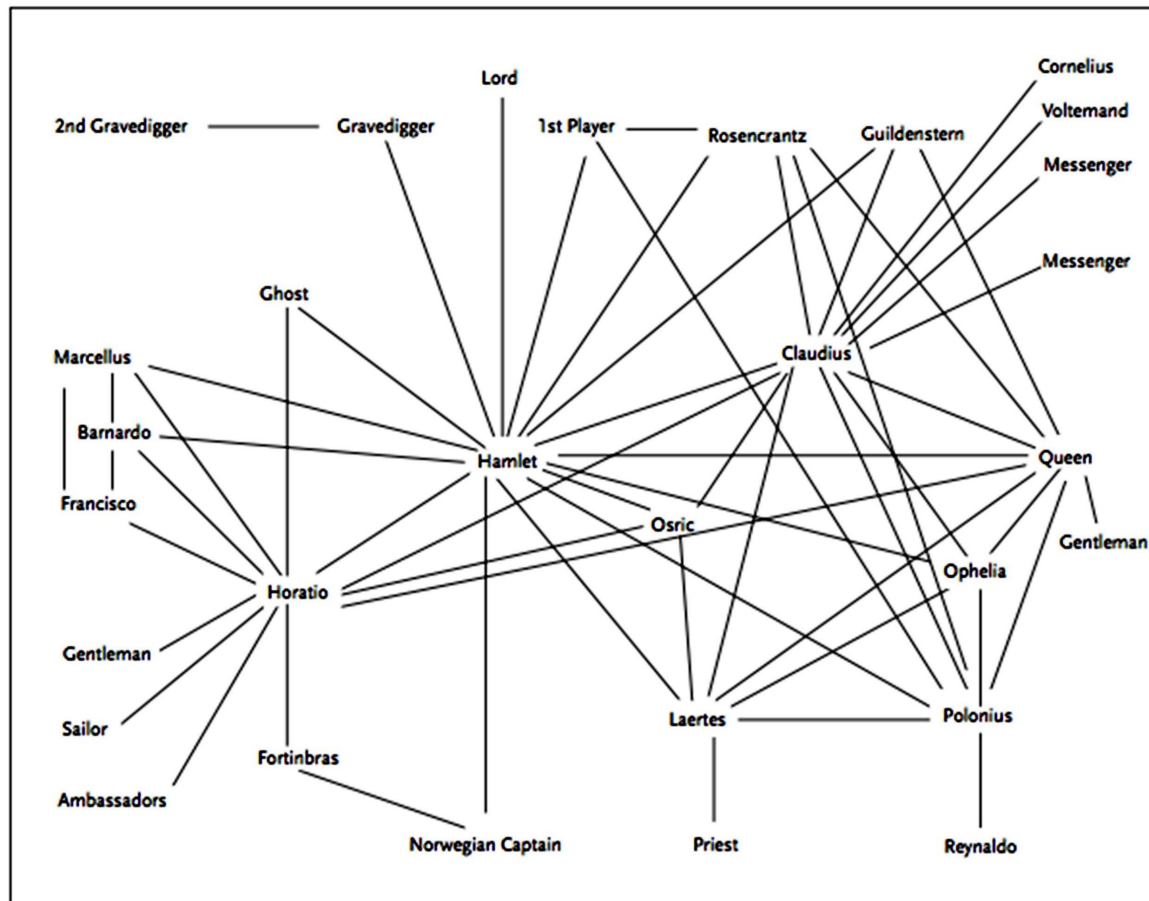 Cornelius
Lord
Voltemand
2nd Gravedigger
Gravedigger
1st Player
Rosencrantz
Guildenstern
Messenger
Messenger
Ghost
Marcellus
Claudius
Barnardo
Hamlet
Queen
Francisco
Osric
Gentleman
Ophelia
Horatio
Gentleman
Laertes
Polonius
Sailor
Fortinbras
Ambassadors
Norwegian Captain
Priest
Reynaldo